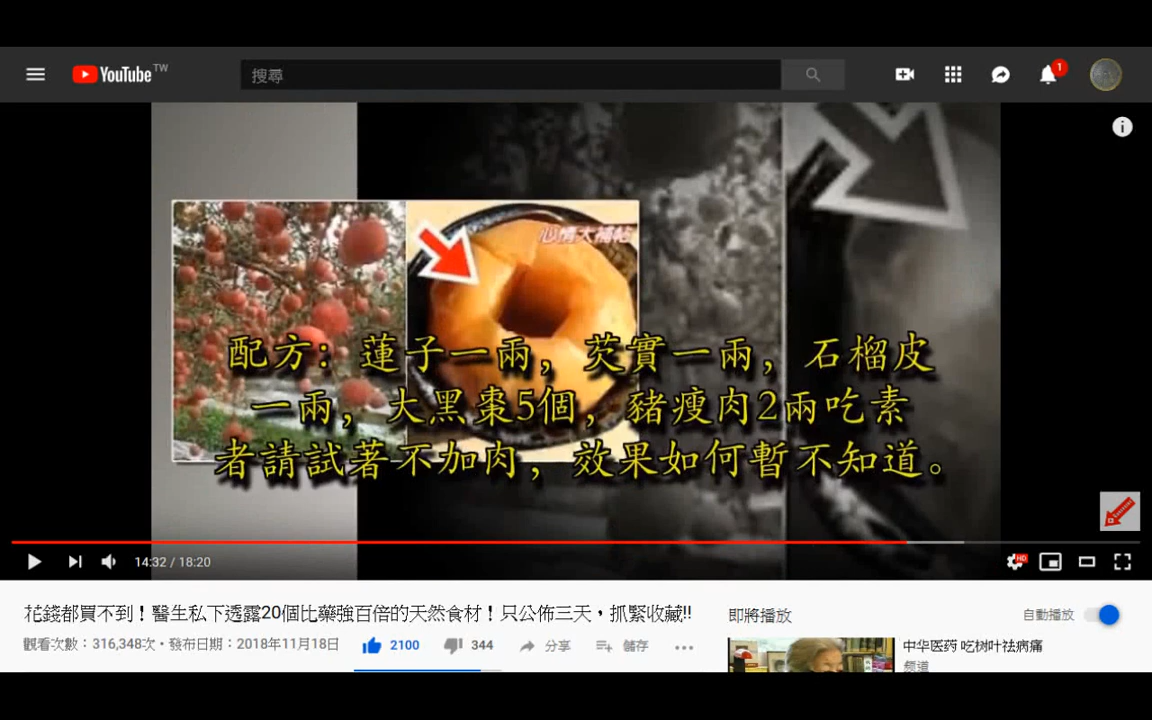 YouTube TW
搜尋
1
心情大補帖
配方：蓮子一兩，芡實一兩，石榴皮
一兩，大黑棗5個，豬瘦肉2兩吃素
者請試著不加肉，效果如何暫不知道。
14:32 / 18:20
HD
花錢都買不到！醫生私下透露20個比藥強百倍的天然食材！只公佈三天，抓緊收藏!!
觀看次數：316,348次•發布日期：2018年11月18日
2100
344
分享
儲存
即將播放
自動播放
中华医药 吃树叶祛病痛
频道